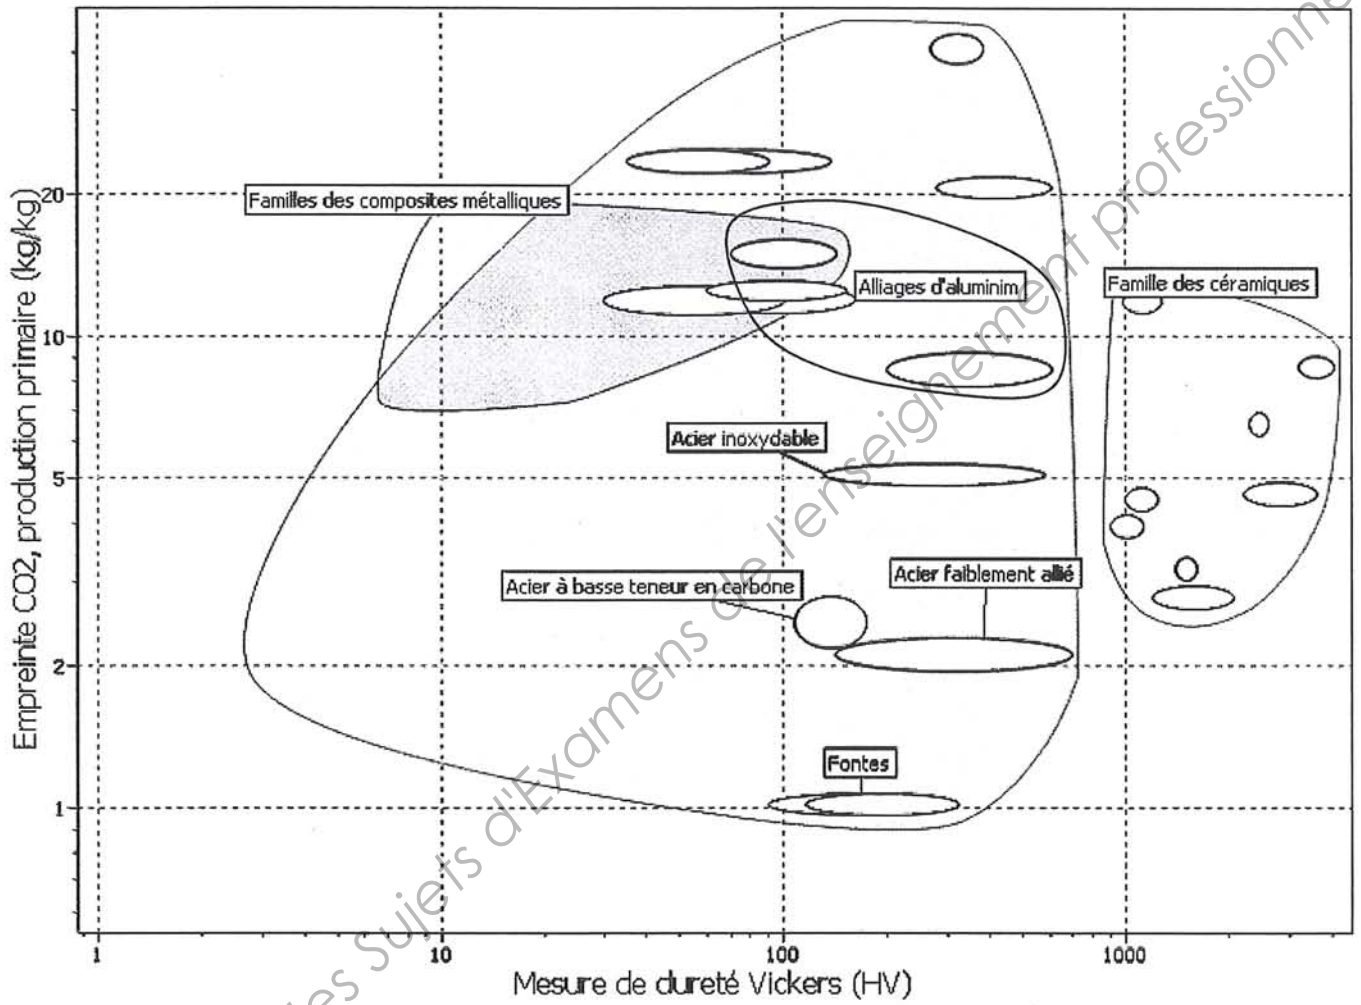 Empreinte CO2, production primaire (kg/kg)
20
10
5
2
1
Familles des composites métalliques
Alliages d'aluminim
Famille des céramiques
Acier inoxydable
Acier à basse teneur en carbone
Acier faiblement allié
Fontes
1
10
100
1000
Mesure de dureté Vickers (HV)
des Sujets d'Examens de l'enseignement professionne